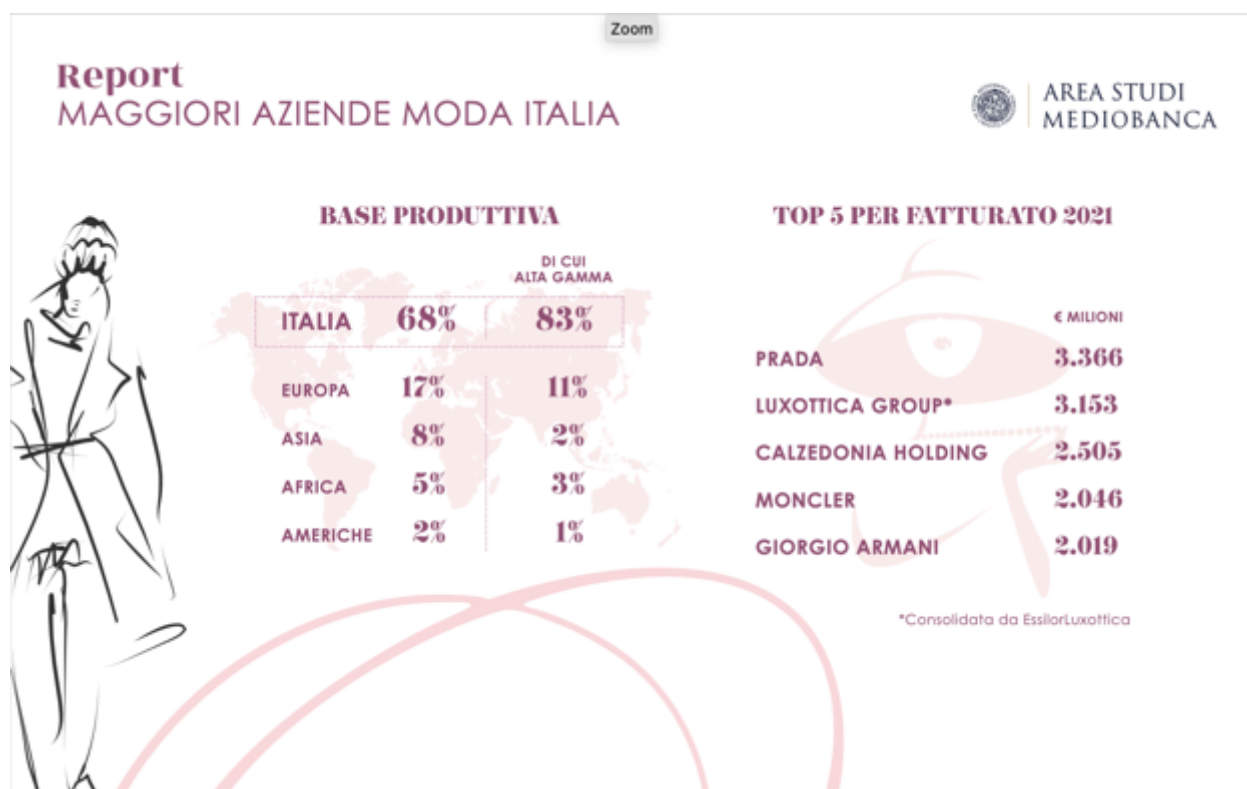 Zoom
Report
MAGGIORI AZIENDE MODA ITALIA
AREA STUDI
MEDIOBANCA
BASE PRODUTTIVA
DI CUI
ALTA GAMMA
ITALIA 68% 83%
EUROPA 17% 11%
ASIA 8% 2%
AFRICA 5% 3%
AMERICHE 2% 1%
TOP 5 PER FATTURATO 2021
€ MILIONI
PRADA 3.366
LUXOTTICA GROUP* 3.153
CALZEDONIA HOLDING 2.505
MONCLER 2.046
GIORGIO ARMANI 2.019
*Consolidata da EssilorLuxottica